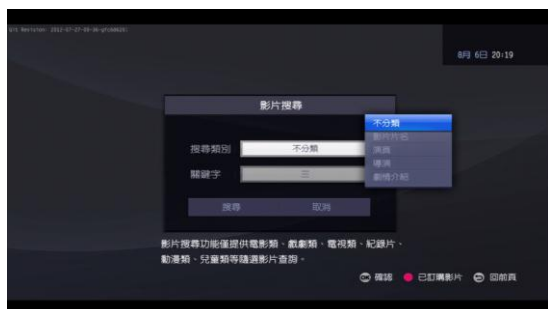 8月 6日 20:19
影片搜尋
不分類
影片片名
搜尋類別 不分類
演員
導演
關鍵字 三
劇情介紹
搜尋 取消
影片搜尋功能僅提供電影類、戲劇類、電視類、紀錄片、
動漫類、兒童類等隨選影片查詢。
OK 確認 已訂購影片 回前頁